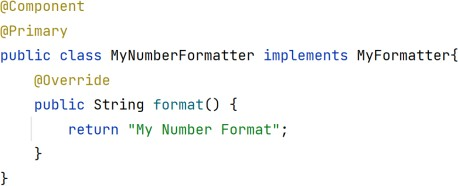 @Component
@Primary
public class MyNumberFormatter implements MyFormatter{
    @Override
    public String format() {
        return "My Number Format";
    }
}